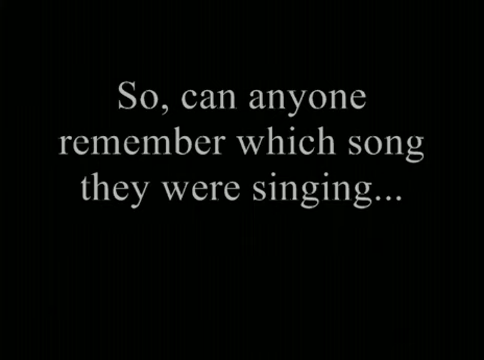 So, can anyone
remember which song
they were singing...